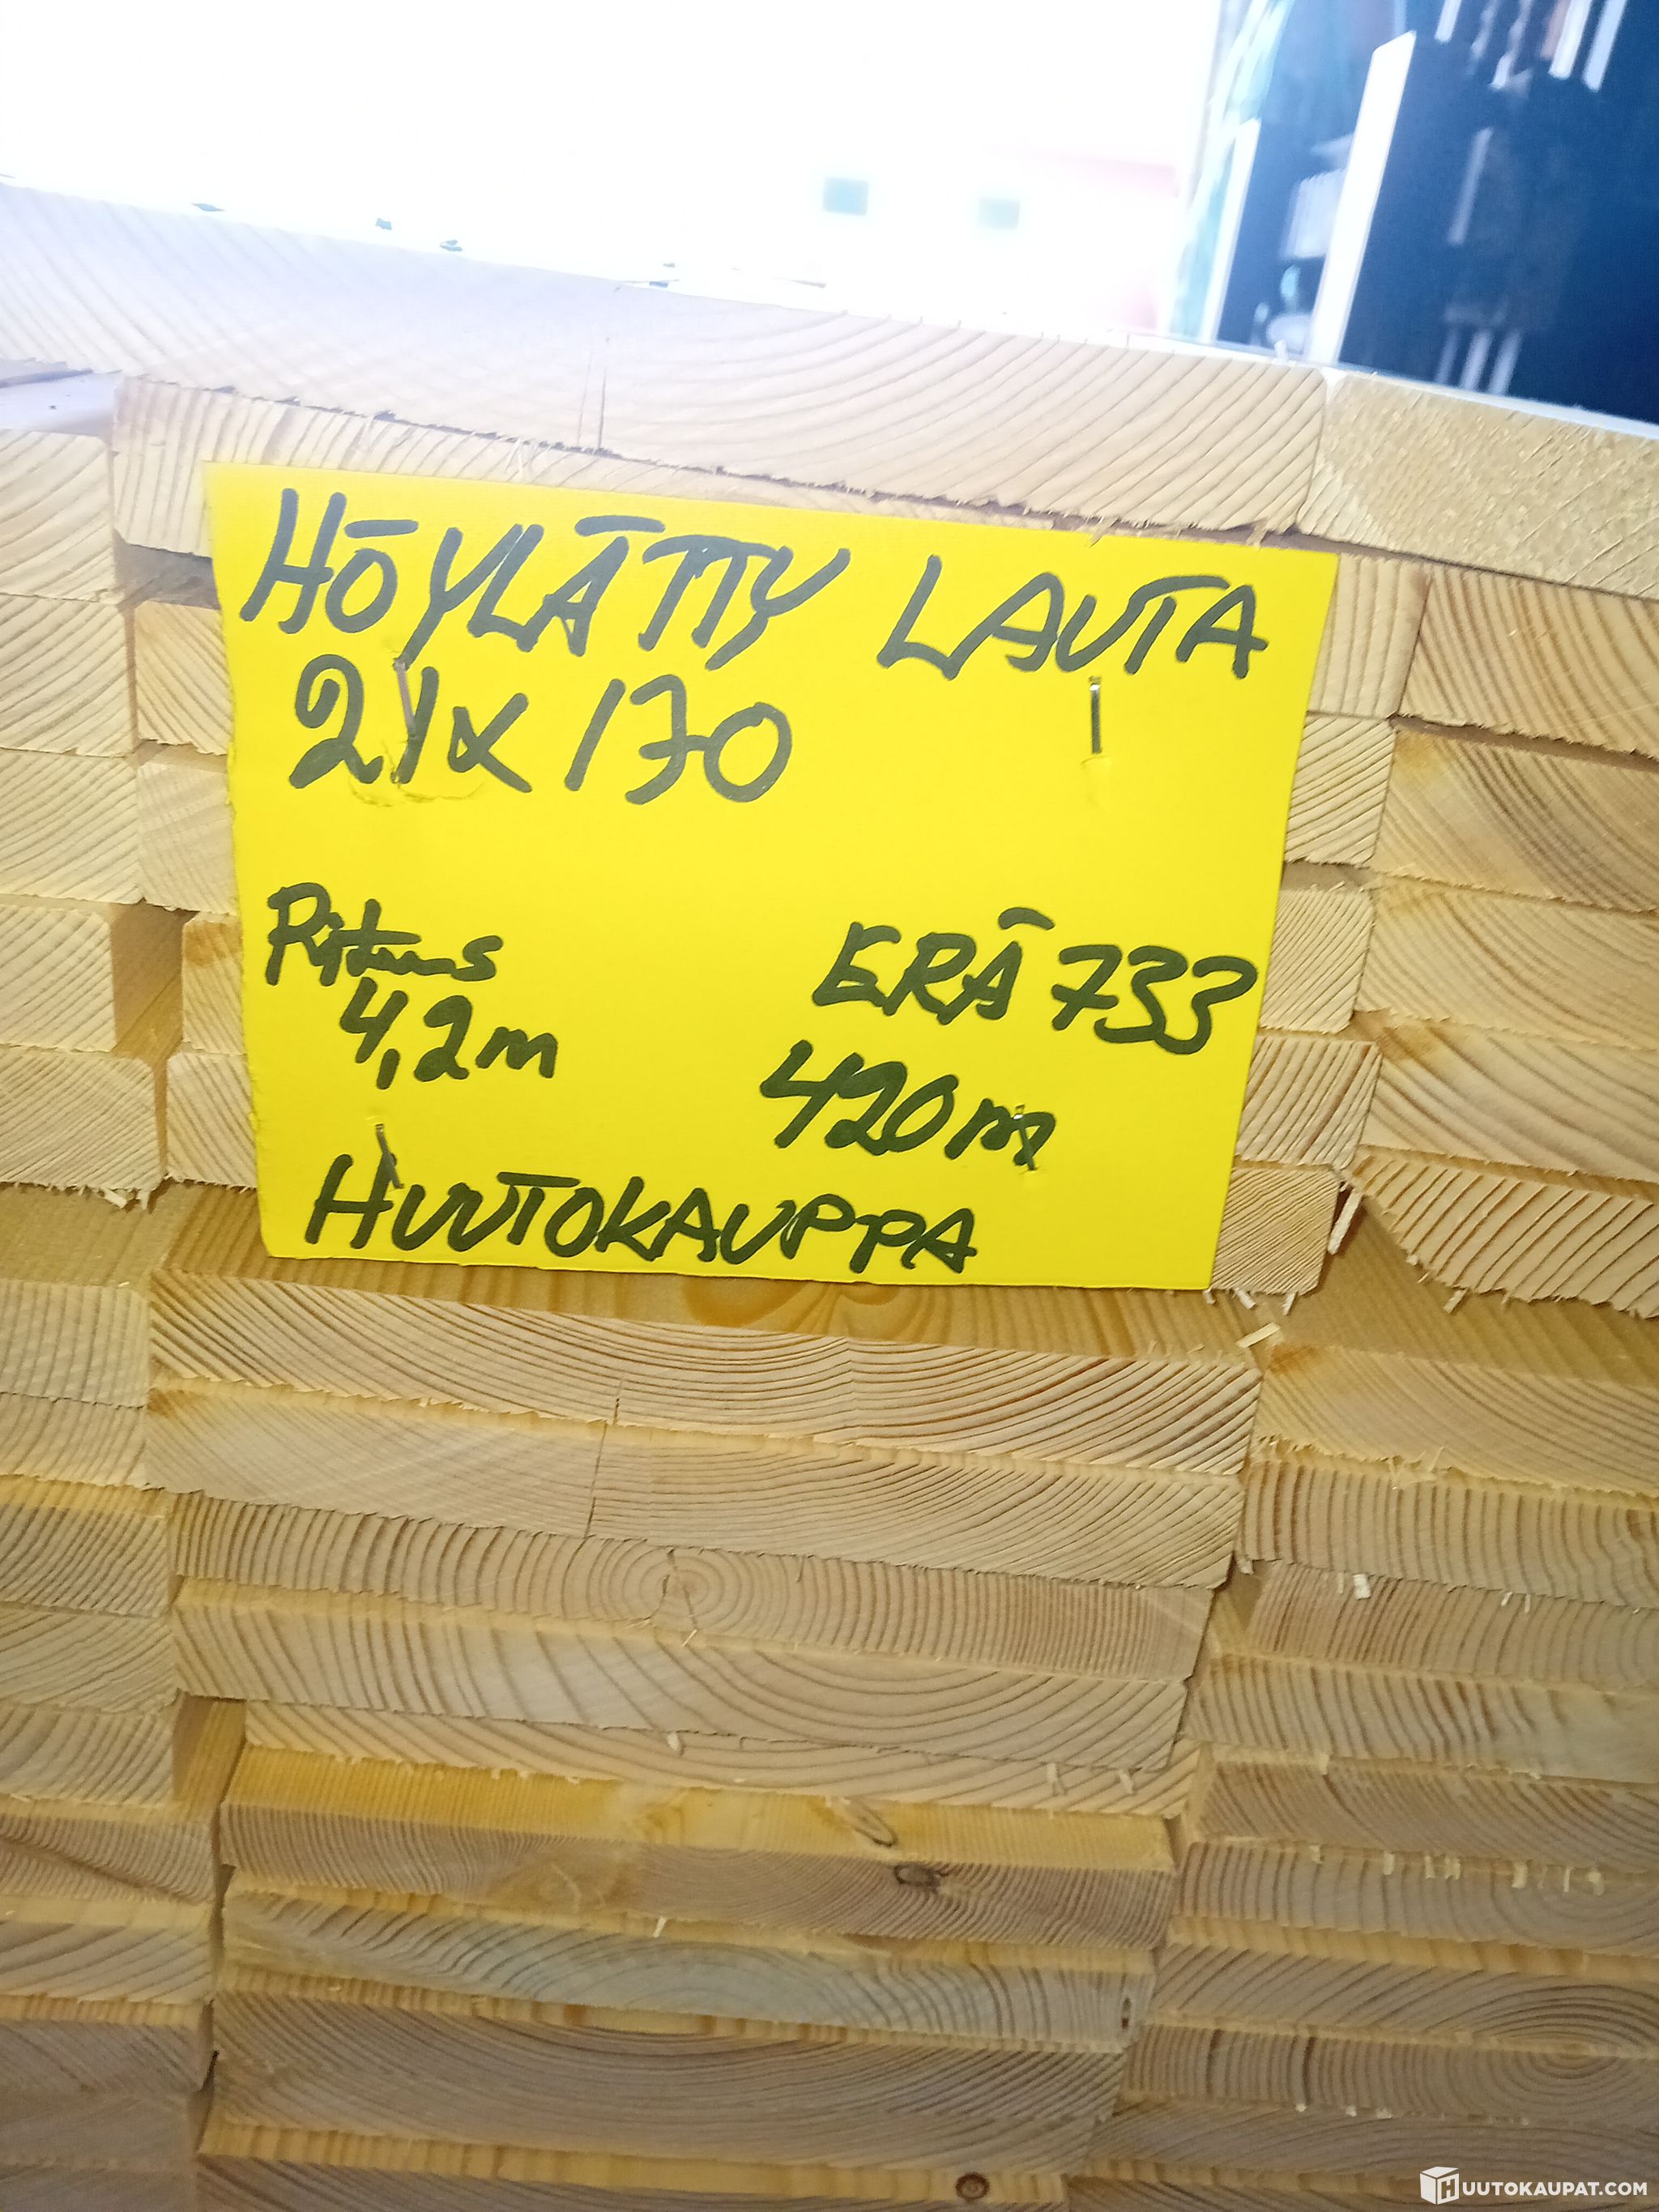 HÖYLÄTTY LAUTA
21x170
Pituus
4,2m
ERÄ 733
420m
HUUTOKAUPPA
HUUTOKAUPAT.COM